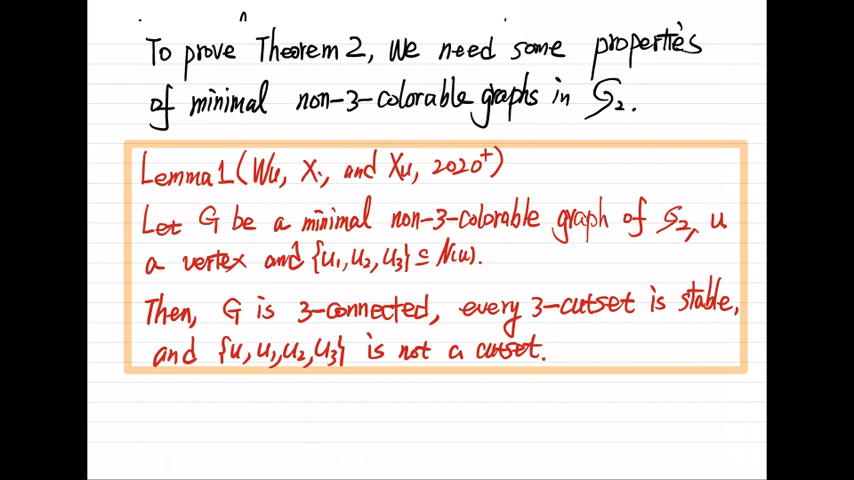 To prove Theorem 2, we need some properties
of minimal non-3-colorable graphs in 𝒢₂.
Lemma 1 (Wu, Xi, and Xu, 2020⁺)
Let G be a minimal non-3-colorable graph of 𝒢₂, u
a vertex and {u₁, u₂, u₃} ⊆ N(u).
Then, G is 3-connected, every 3-cutset is stable,
and {u, u₁, u₂, u₃} is not a cutset.